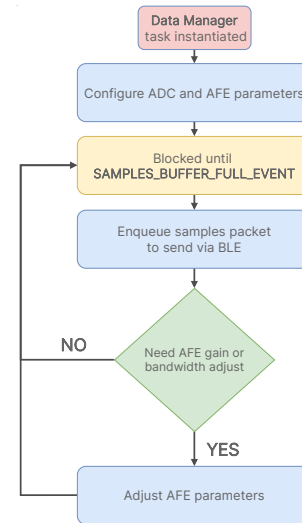 Data Manager
task instantiated
Configure ADC and AFE parameters
Blocked until
SAMPLES_BUFFER_FULL_EVENT
Enqueue samples packet
to send via BLE
Need AFE gain or
bandwidth adjust
NO
YES
Adjust AFE parameters